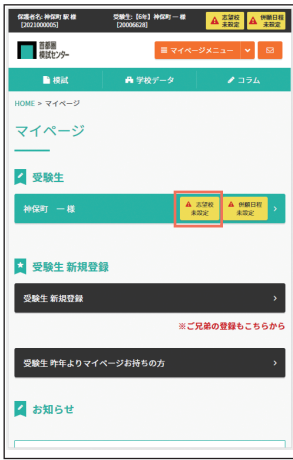 保護者名: 神保町 駅 様
[2021000005]
受験生:【6年】神保町 一 様
[20006628]
志望校
未設定
併願日程
未設定
首都圏
模試センター
マイページメニュー
模試
学校データ
コラム
HOME > マイページ
マイページ
受験生
神保町 一 様
志望校
未設定
併願日程
未設定
受験生 新規登録
受験生 新規登録
※ご兄弟の登録もこちらから
受験生 昨年よりマイページお持ちの方
お知らせ